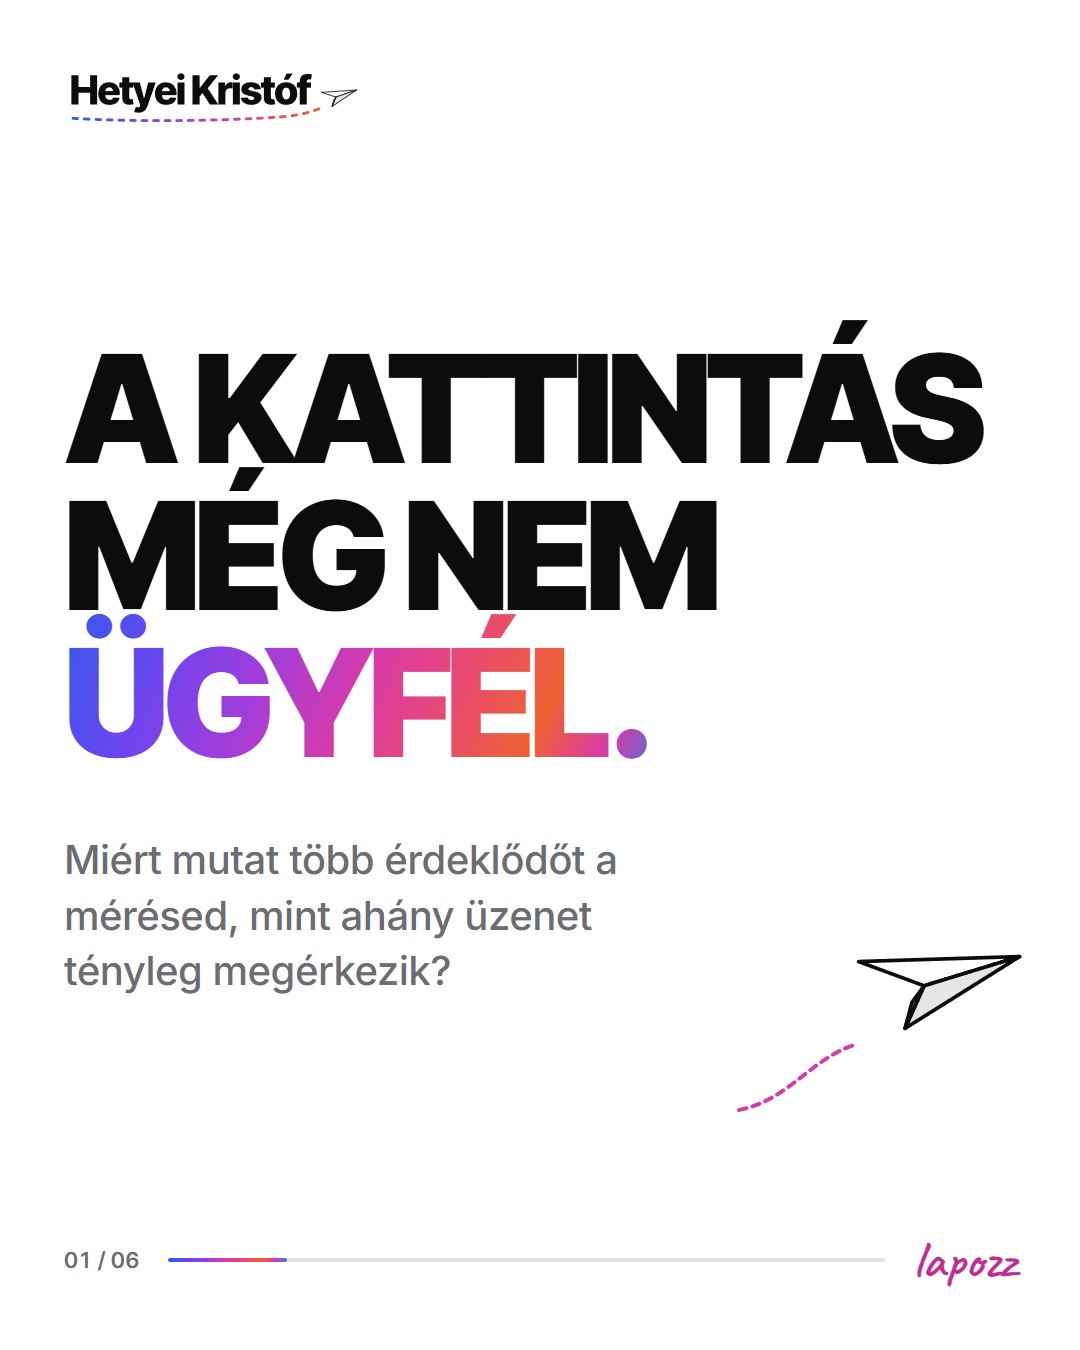 Hetyei Kristóf
A KATTINTÁS
MÉG NEM
ÜGYFÉL.
Miért mutat több érdeklődőt a
mérésed, mint ahány üzenet
tényleg megérkezik?
01 / 06
lapozz